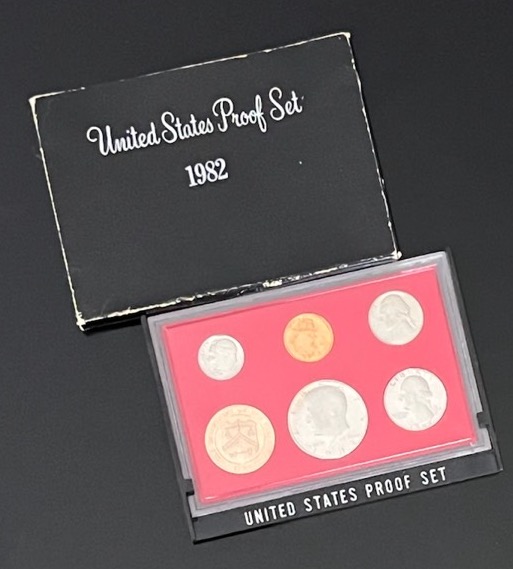 United States Proof Set
1982
UNITED STATES PROOF SET